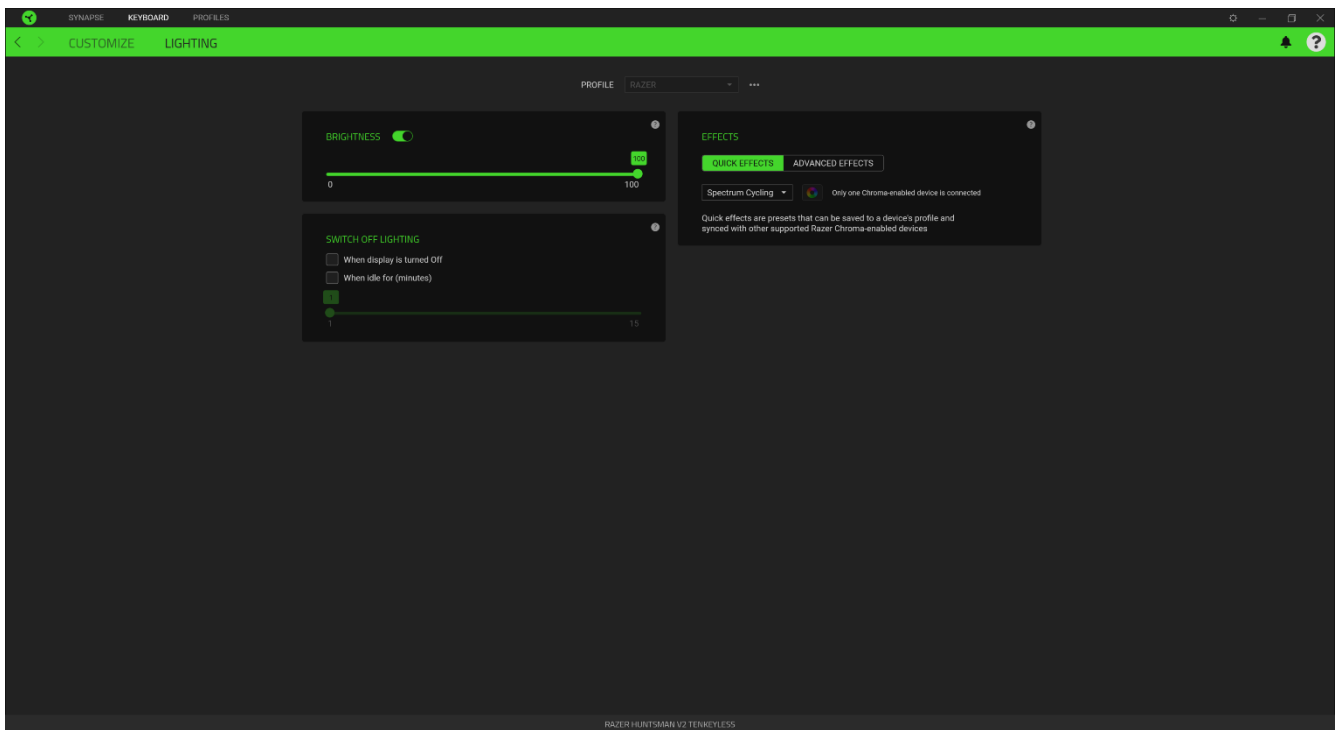 SYNAPSE KEYBOARD PROFILES
CUSTOMIZE LIGHTING
PROFILE RAZER
BRIGHTNESS
100
0 100
SWITCH OFF LIGHTING
When display is turned Off
When idle for (minutes)
1
1 15
EFFECTS
QUICK EFFECTS ADVANCED EFFECTS
Spectrum Cycling Only one Chroma-enabled device is connected
Quick effects are presets that can be saved to a device's profile and
synced with other supported Razer Chroma-enabled devices
RAZER HUNTSMAN V2 TENKEYLESS